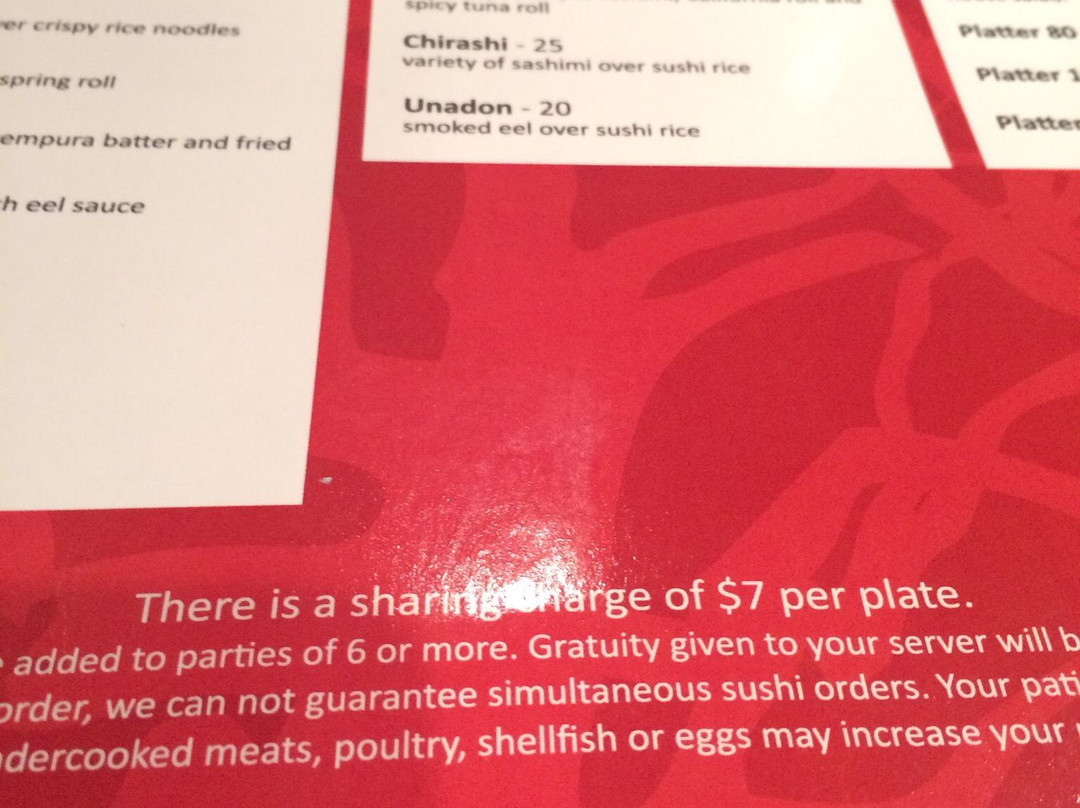 er crispy rice noodles
spring roll
empura batter and fried
h eel sauce
spicy tuna roll
Chirashi - 25
variety of sashimi over sushi rice
Unadon - 20
smoked eel over sushi rice
Platter 80
Platter 1
Platter
There is a sharing charge of $7 per plate.
added to parties of 6 or more. Gratuity given to your server will b
order, we can not guarantee simultaneous sushi orders. Your pati
dercooked meats, poultry, shellfish or eggs may increase your